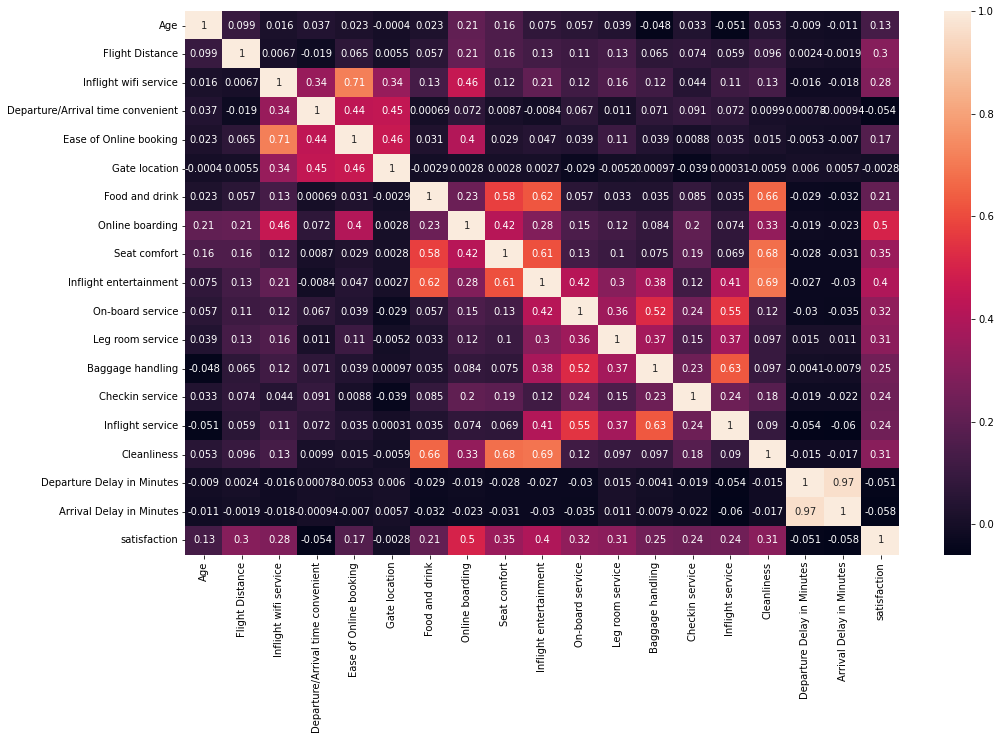 Age 1 0.099 0.016 0.037 0.023 -0.0004 0.023 0.21 0.16 0.075 0.057 0.039 -0.048 0.033 -0.051 0.053 -0.009 -0.011 0.13
Flight Distance 0.099 1 0.0067 -0.019 0.065 0.0055 0.057 0.21 0.16 0.13 0.11 0.13 0.065 0.074 0.059 0.096 0.0024 -0.0019 0.3
Inflight wifi service 0.016 0.0067 1 0.34 0.71 0.34 0.13 0.46 0.12 0.21 0.12 0.16 0.12 0.044 0.11 0.13 -0.016 -0.018 0.28
Departure/Arrival time convenient 0.037 -0.019 0.34 1 0.44 0.45 0.00069 0.072 0.0087 -0.0084 0.067 0.011 0.071 0.091 0.072 0.0099 0.00078 -0.00094 -0.054
Ease of Online booking 0.023 0.065 0.71 0.44 1 0.46 0.031 0.4 0.029 0.047 0.039 0.11 0.039 0.0088 0.035 0.015 -0.0053 -0.007 0.17
Gate location -0.0004 0.0055 0.34 0.45 0.46 1 -0.0029 0.0028 0.0028 0.0027 -0.029 -0.0052 0.00097 -0.039 0.00031 -0.0059 0.006 0.0057 -0.0028
Food and drink 0.023 0.057 0.13 0.00069 0.031 -0.0029 1 0.23 0.58 0.62 0.057 0.033 0.035 0.085 0.035 0.66 -0.029 -0.032 0.21
Online boarding 0.21 0.21 0.46 0.072 0.4 0.0028 0.23 1 0.42 0.28 0.15 0.12 0.084 0.2 0.074 0.33 -0.019 -0.023 0.5
Seat comfort 0.16 0.16 0.12 0.0087 0.029 0.0028 0.58 0.42 1 0.61 0.13 0.1 0.075 0.19 0.069 0.68 -0.028 -0.031 0.35
Inflight entertainment 0.075 0.13 0.21 -0.0084 0.047 0.0027 0.62 0.28 0.61 1 0.42 0.3 0.38 0.12 0.41 0.69 -0.027 -0.03 0.4
On-board service 0.057 0.11 0.12 0.067 0.039 -0.029 0.057 0.15 0.13 0.42 1 0.36 0.52 0.24 0.55 0.12 -0.03 -0.035 0.32
Leg room service 0.039 0.13 0.16 0.011 0.11 -0.0052 0.033 0.12 0.1 0.3 0.36 1 0.37 0.15 0.37 0.097 0.015 0.011 0.31
Baggage handling -0.048 0.065 0.12 0.071 0.039 0.00097 0.035 0.084 0.075 0.38 0.52 0.37 1 0.23 0.63 0.097 -0.0041 -0.0079 0.25
Checkin service 0.033 0.074 0.044 0.091 0.0088 -0.039 0.085 0.2 0.19 0.12 0.24 0.15 0.23 1 0.24 0.18 -0.019 -0.022 0.24
Inflight service -0.051 0.059 0.11 0.072 0.035 0.00031 0.035 0.074 0.069 0.41 0.55 0.37 0.63 0.24 1 0.09 -0.054 -0.06 0.24
Cleanliness 0.053 0.096 0.13 0.0099 0.015 -0.0059 0.66 0.33 0.68 0.69 0.12 0.097 0.097 0.18 0.09 1 -0.015 -0.017 0.31
Departure Delay in Minutes -0.009 0.0024 -0.016 0.00078 -0.0053 0.006 -0.029 -0.019 -0.028 -0.027 -0.03 0.015 -0.0041 -0.019 -0.054 -0.015 1 0.97 -0.051
Arrival Delay in Minutes -0.011 -0.0019 -0.018 -0.00094 -0.007 0.0057 -0.032 -0.023 -0.031 -0.03 -0.035 0.011 -0.0079 -0.022 -0.06 -0.017 0.97 1 -0.058
satisfaction 0.13 0.3 0.28 -0.054 0.17 -0.0028 0.21 0.5 0.35 0.4 0.32 0.31 0.25 0.24 0.24 0.31 -0.051 -0.058 1
Age
Flight Distance
Inflight wifi service
Departure/Arrival time convenient
Ease of Online booking
Gate location
Food and drink
Online boarding
Seat comfort
Inflight entertainment
On-board service
Leg room service
Baggage handling
Checkin service
Inflight service
Cleanliness
Departure Delay in Minutes
Arrival Delay in Minutes
satisfaction
1.0
0.8
0.6
0.4
0.2
0.0